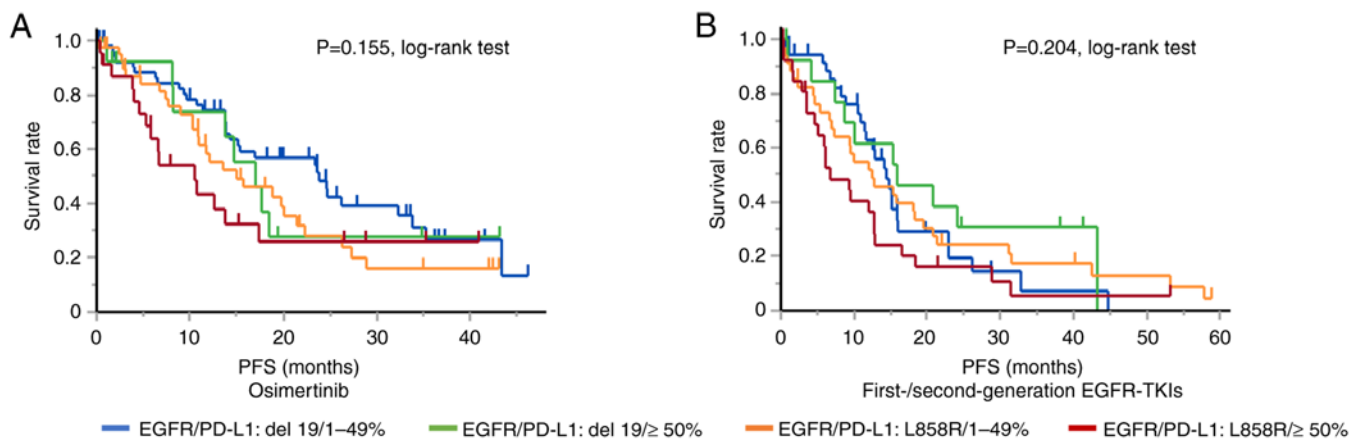 A
P=0.155, log-rank test
Survival rate
1.0
0.8
0.6
0.4
0.2
0
0 10 20 30 40
PFS (months)
Osimertinib
B
P=0.204, log-rank test
Survival rate
1.0
0.8
0.6
0.4
0.2
0
0 10 20 30 40 50 60
PFS (months)
First-/second-generation EGFR-TKIs
EGFR/PD-L1: del 19/1–49% EGFR/PD-L1: del 19/≥ 50% EGFR/PD-L1: L858R/1–49% EGFR/PD-L1: L858R/≥ 50%